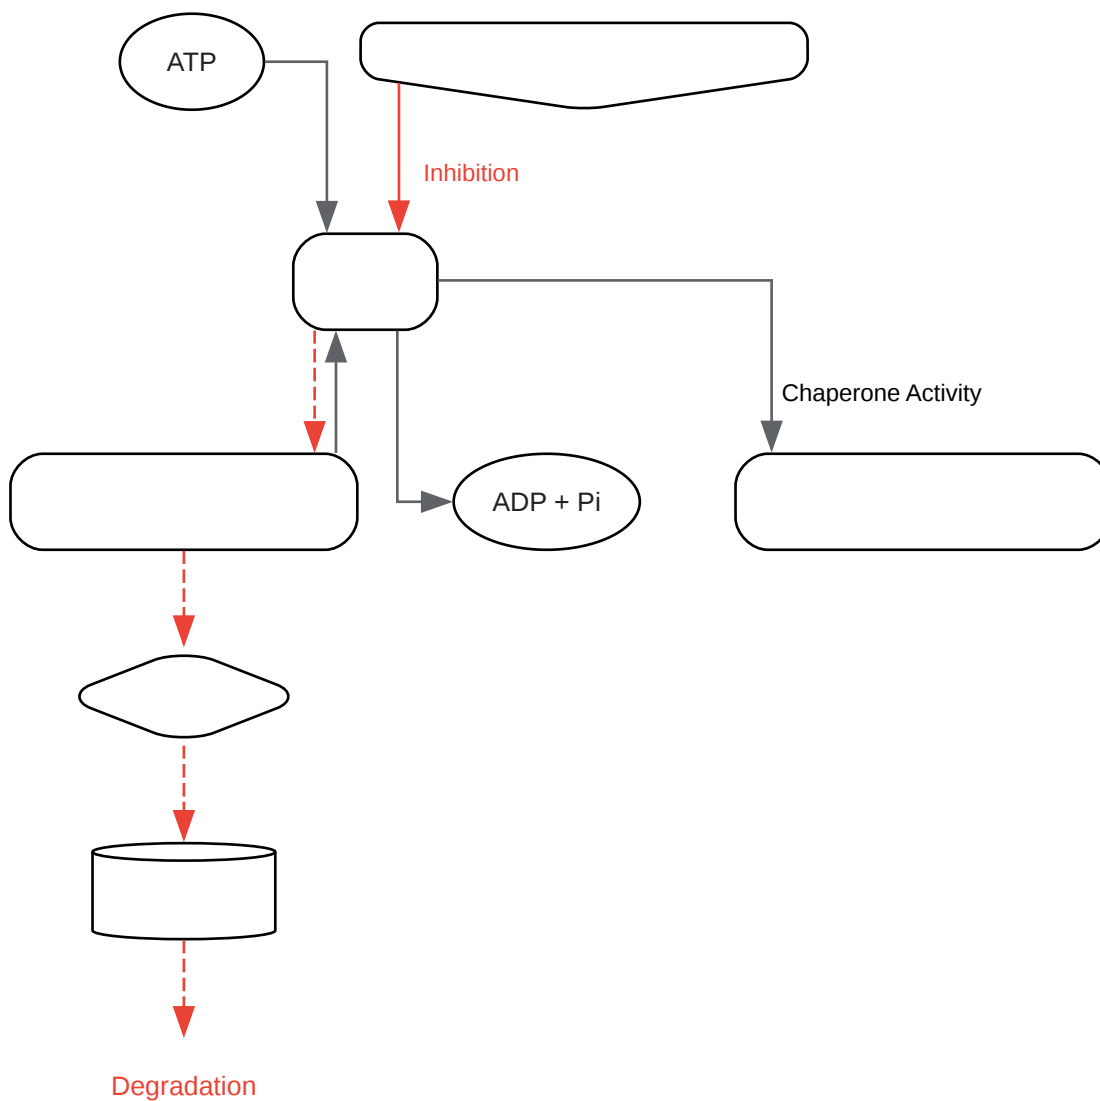 ATP
Inhibition
Chaperone Activity
ADP + Pi
Degradation